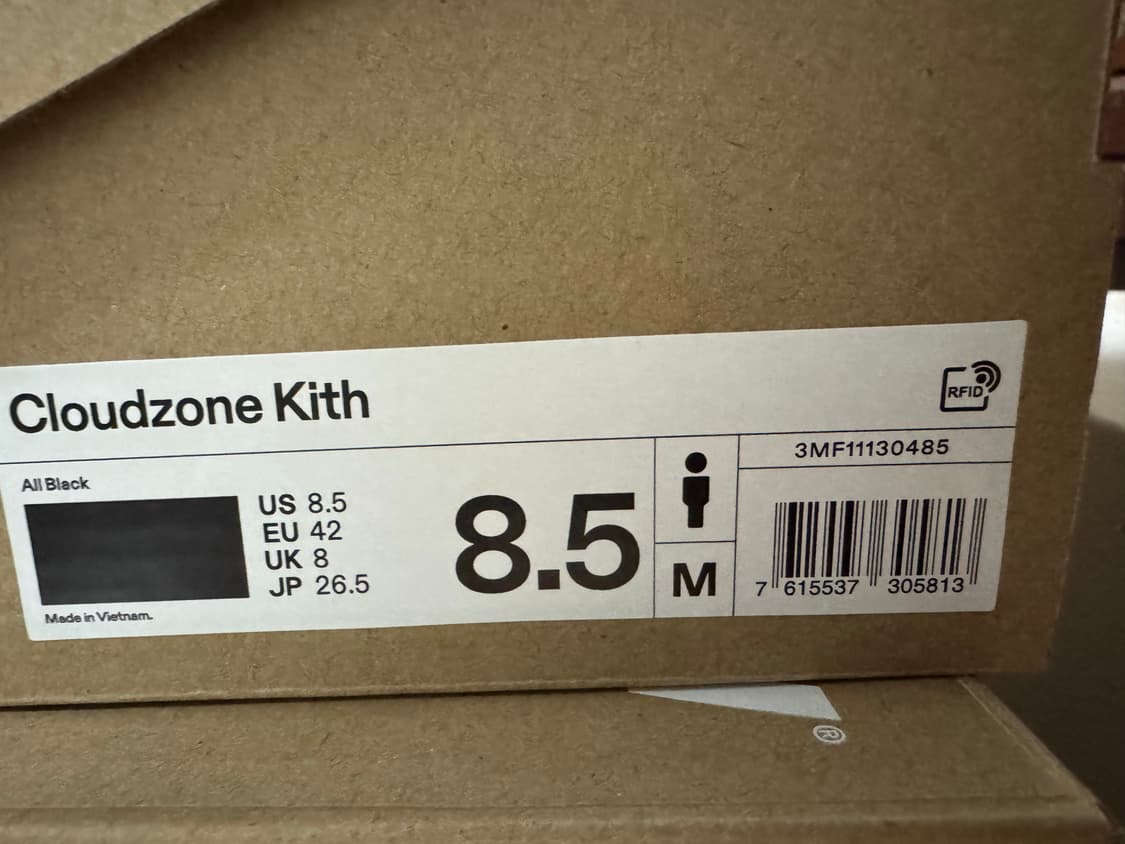 Cloudzone Kith
RFID
All Black
US 8.5
EU 42
UK 8
JP 26.5
Made in Vietnam.
8.5
M
3MF11130485
7 615537 305813
®